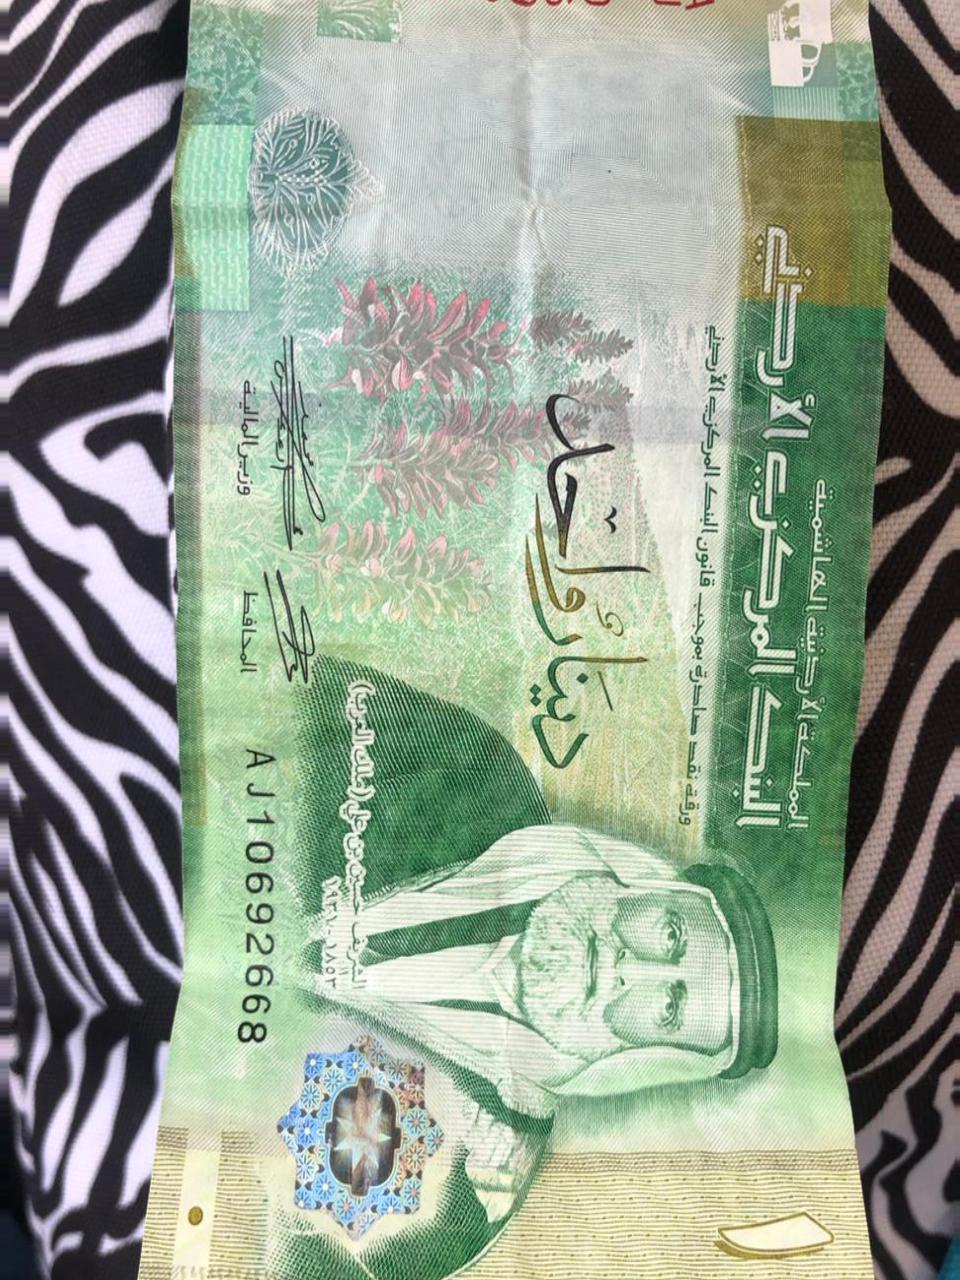 المملكة الأردنية الهاشمية
البنك المركزي الأردني
ورقة نقد صادرة بموجب قانون البنك المركزي الأردني
دينارٌ واحد
الشريف حسين بن علي (ملك العرب)
١٨٥٣ - ١٩٣١
المحافظ
وزير المالية
AJ10692668
١